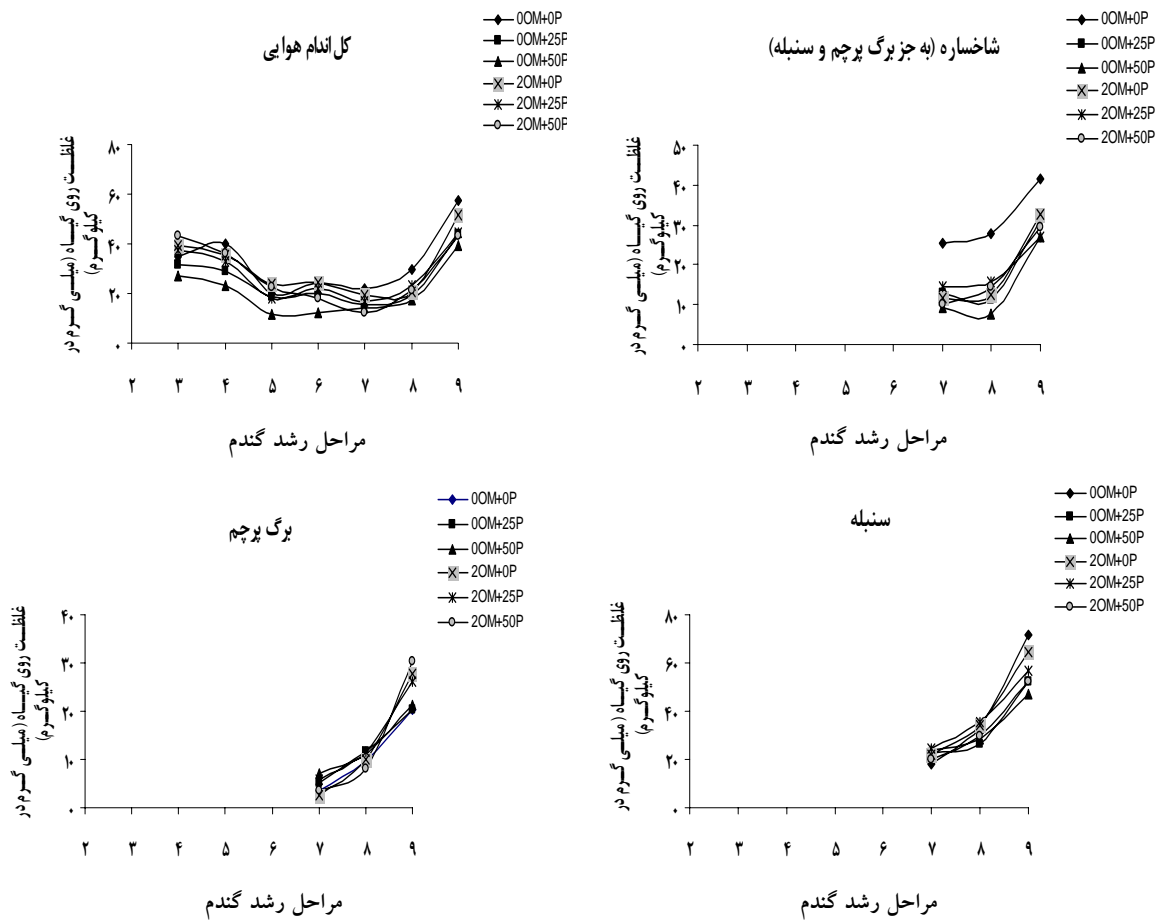 کل اندام هوایی
0OM+0P
0OM+25P
0OM+50P
2OM+0P
2OM+25P
2OM+50P
غلظت روی گیاه (میلی گرم در
کیلوگرم)
۸۰
۶۰
۴۰
۲۰
۰
۲ ۳ ۴ ۵ ۶ ۷ ۸ ۹
مراحل رشد گندم
شاخساره (به جز برگ پرچم و سنبله)
0OM+0P
0OM+25P
0OM+50P
2OM+0P
2OM+25P
2OM+50P
غلظت روی گیاه (میلی گرم در
کیلوگرم)
۵۰
۴۰
۳۰
۲۰
۱۰
۰
۲ ۳ ۴ ۵ ۶ ۷ ۸ ۹
مراحل رشد گندم
برگ پرچم
0OM+0P
0OM+25P
0OM+50P
2OM+0P
2OM+25P
2OM+50P
غلظت روی گیاه (میلی گرم در
کیلوگرم)
۴۰
۳۰
۲۰
۱۰
۰
۲ ۳ ۴ ۵ ۶ ۷ ۸ ۹
مراحل رشد گندم
سنبله
0OM+0P
0OM+25P
0OM+50P
2OM+0P
2OM+25P
2OM+50P
غلظت روی گیاه (میلی گرم در
کیلوگرم)
۸۰
۶۰
۴۰
۲۰
۰
۲ ۳ ۴ ۵ ۶ ۷ ۸ ۹
مراحل رشد گندم